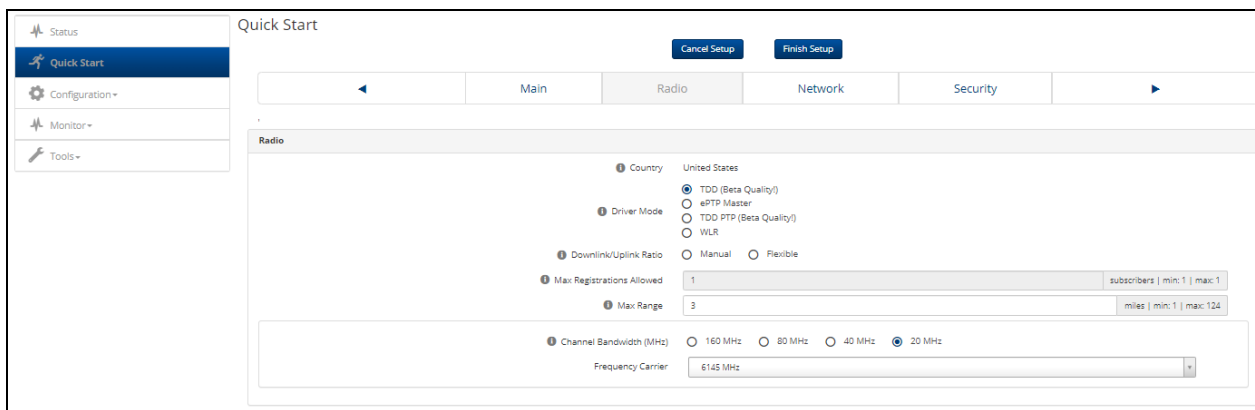 Quick Start
Status
Quick Start
Configuration
Monitor
Tools
Cancel Setup Finish Setup
Main Radio Network Security
Radio
Country United States
Driver Mode
TDD (Beta Quality!)
ePTP Master
TDD PTP (Beta Quality!)
WLR
Downlink/Uplink Ratio Manual Flexible
Max Registrations Allowed 1 subscribers | min: 1 | max: 1
Max Range 3 miles | min: 1 | max: 124
Channel Bandwidth (MHz) 160 MHz 80 MHz 40 MHz 20 MHz
Frequency Carrier 6145 MHz